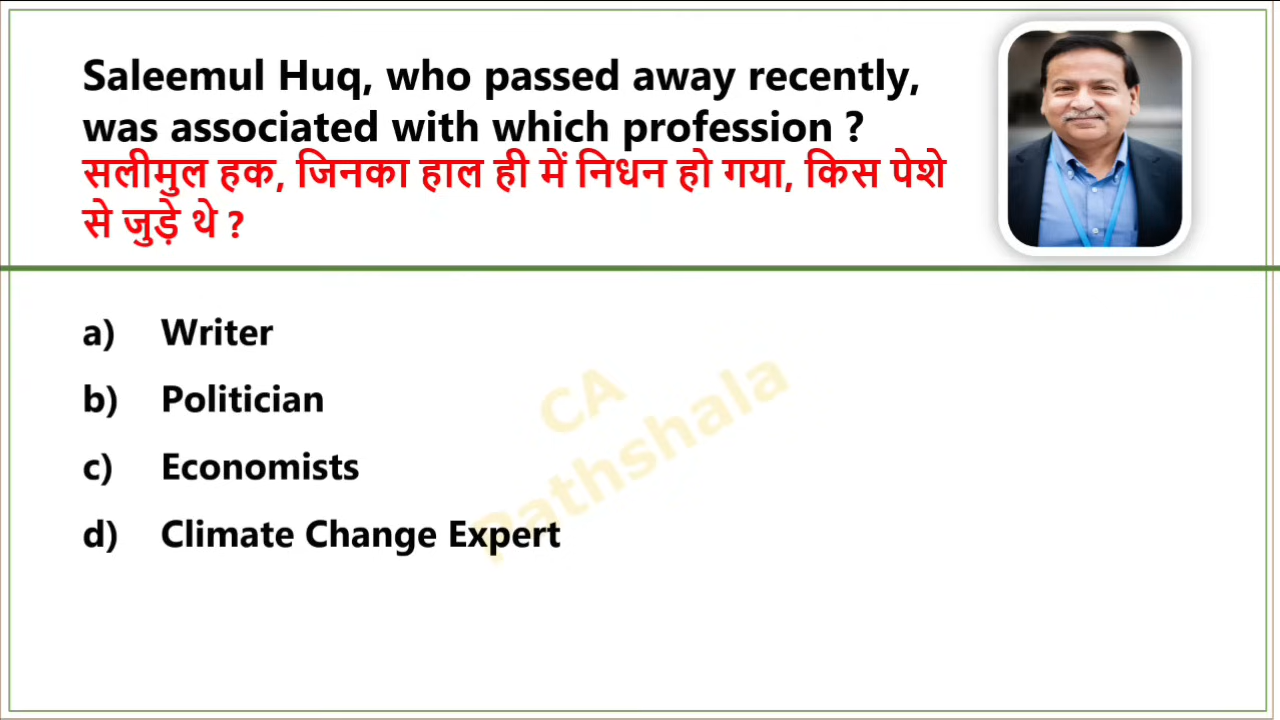 Saleemul Huq, who passed away recently,
was associated with which profession ?
सलीमुल हक, जिनका हाल ही में निधन हो गया, किस पेशे
से जुड़े थे ?
a) Writer
b) Politician
c) Economists
d) Climate Change Expert
CA
Pathshala